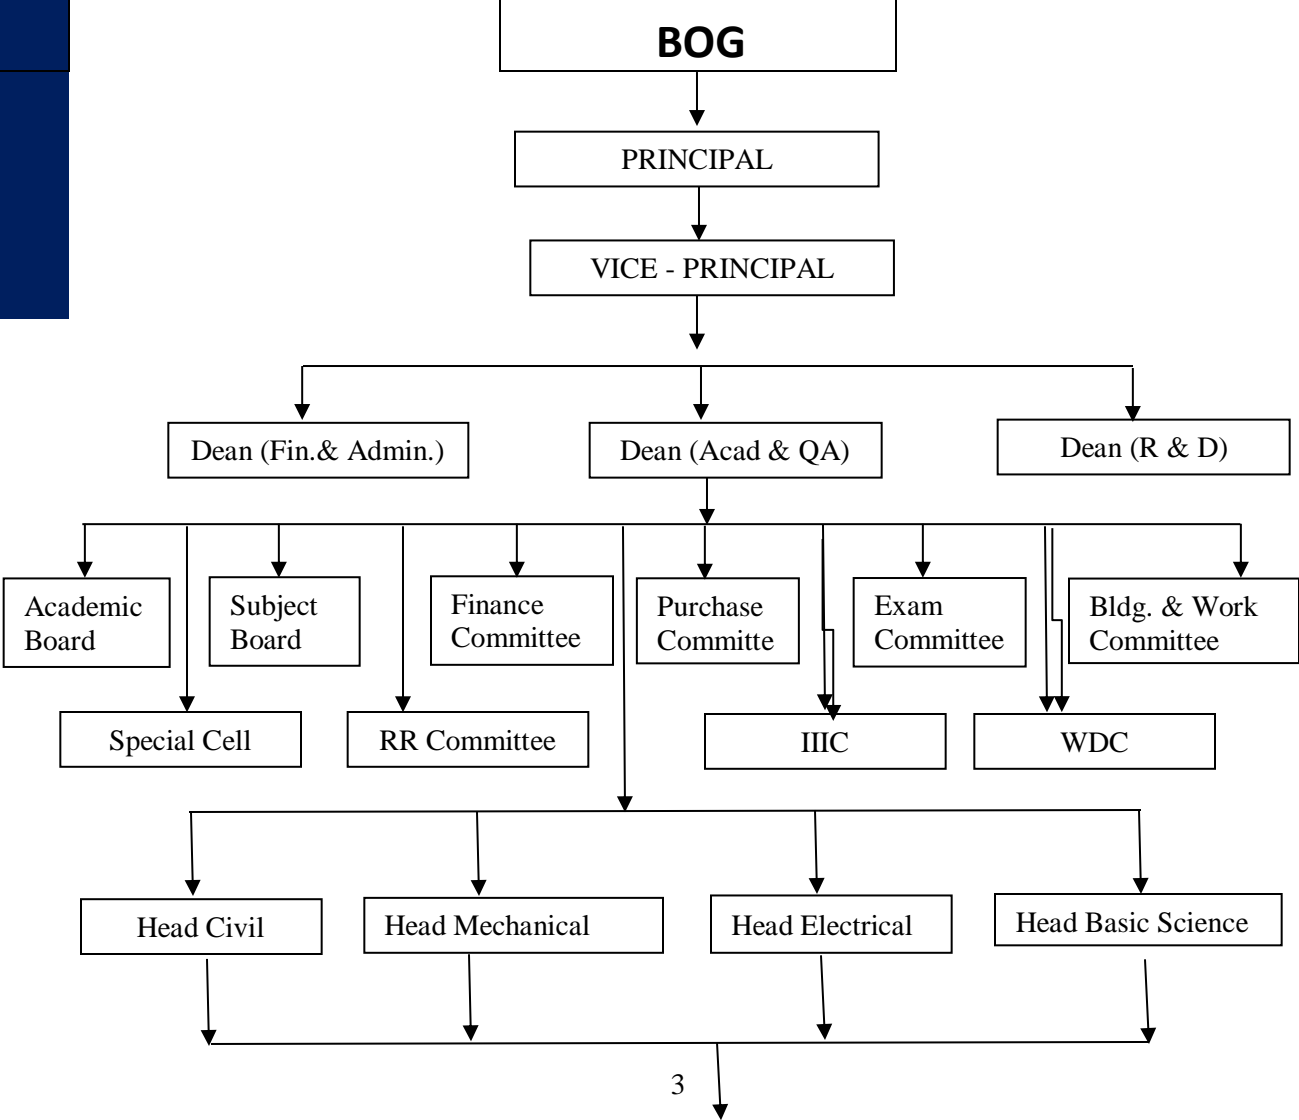 BOG
PRINCIPAL
VICE - PRINCIPAL
Dean (Fin.& Admin.)
Dean (Acad & QA)
Dean (R & D)
Academic
Board
Subject
Board
Finance
Committee
Purchase
Committe
Exam
Committee
Bldg. & Work
Committee
Special Cell
RR Committee
IIIC
WDC
Head Civil
Head Mechanical
Head Electrical
Head Basic Science
3